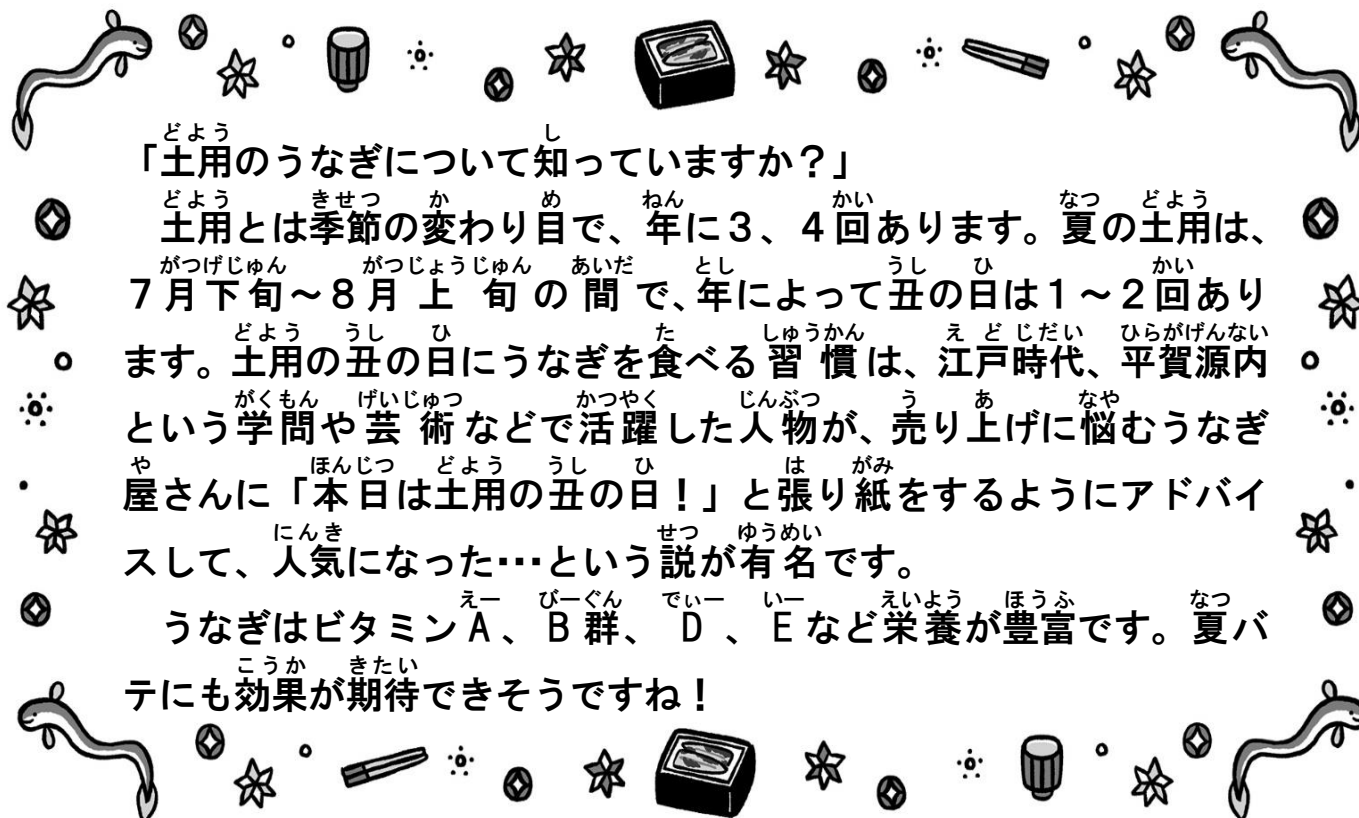 「土用のうなぎについて知っていますか？」
土用とは季節の変わり目で、年に３、４回あります。夏の土用は、
７月下旬～８月上旬の間で、年によって丑の日は１～２回あり
ます。土用の丑の日にうなぎを食べる習慣は、江戸時代、平賀源内
という学問や芸術などで活躍した人物が、売り上げに悩むうなぎ
屋さんに「本日は土用の丑の日！」と張り紙をするようにアドバイ
スして、人気になった…という説が有名です。
うなぎはビタミンＡ、Ｂ群、Ｄ、Ｅなど栄養が豊富です。夏バ
テにも効果が期待できそうですね！